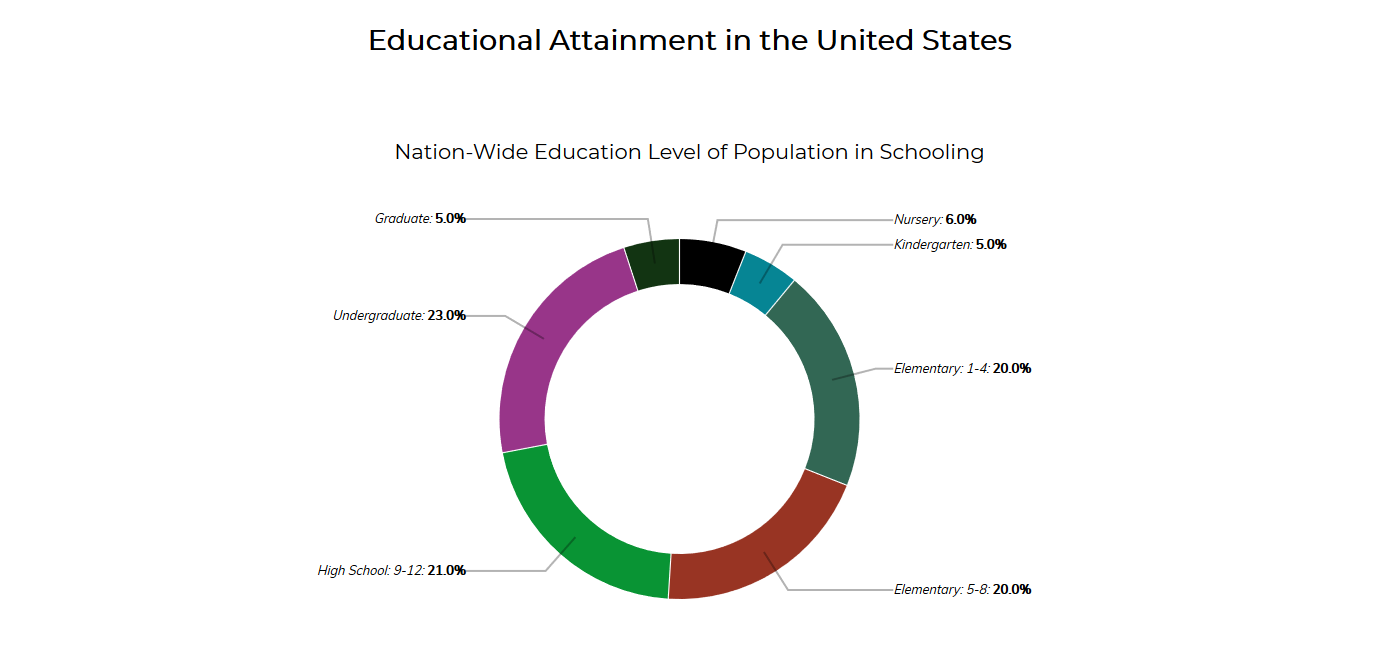 Educational Attainment in the United States
Nation-Wide Education Level of Population in Schooling
Graduate: 5.0%
Nursery: 6.0%
Kindergarten: 5.0%
Undergraduate: 23.0%
Elementary: 1-4: 20.0%
High School: 9-12: 21.0%
Elementary: 5-8: 20.0%